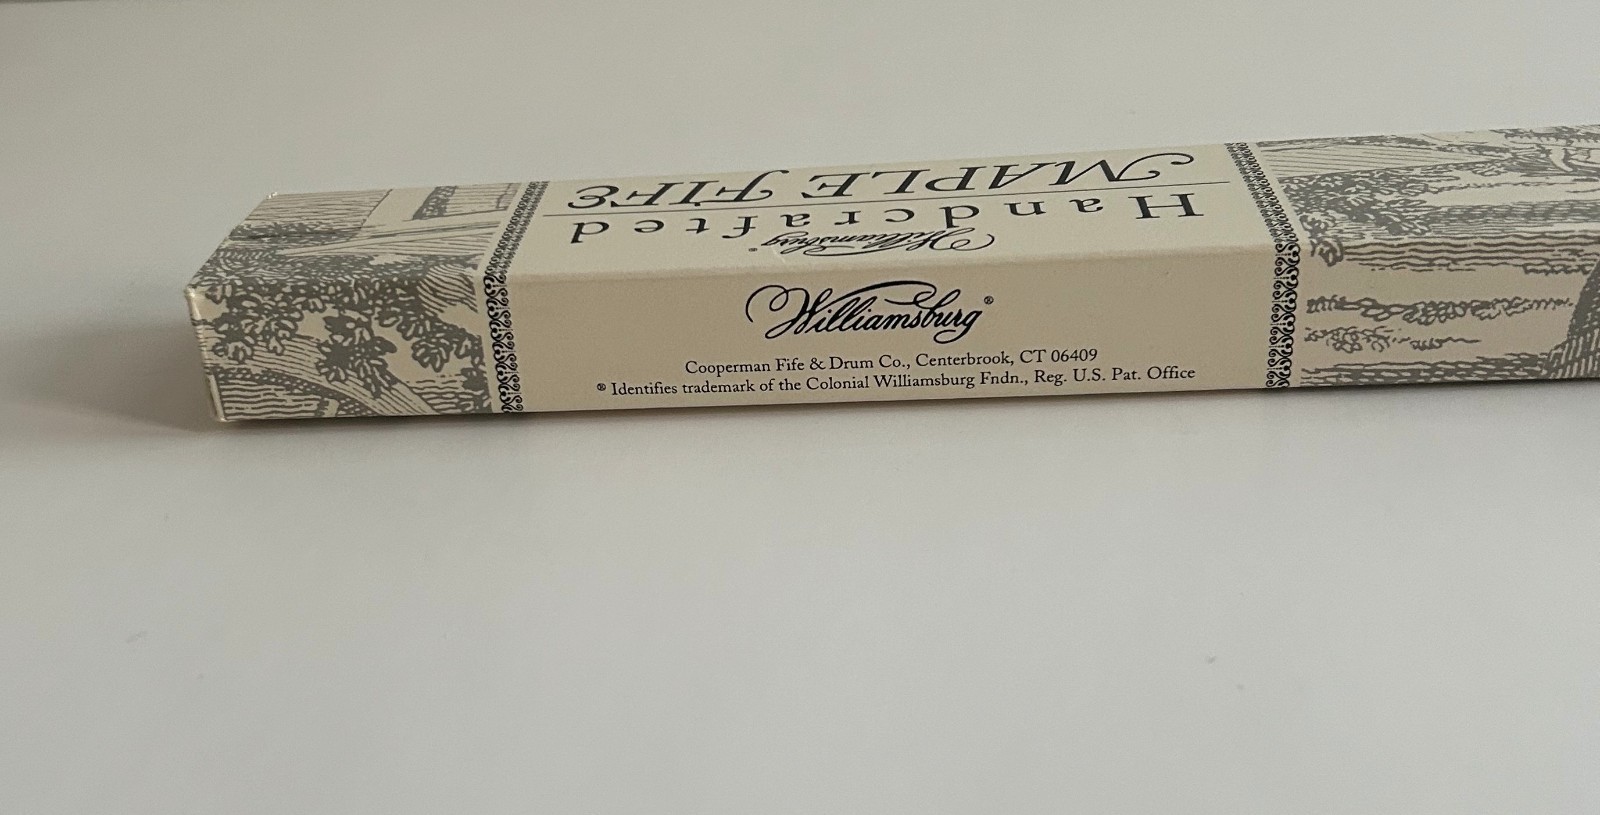 Williamsburg®
Handcrafted
MAPLE FIFE
Williamsburg®
Cooperman Fife & Drum Co., Centerbrook, CT 06409
® Identifies trademark of the Colonial Williamsburg Fndn., Reg. U.S. Pat. Office